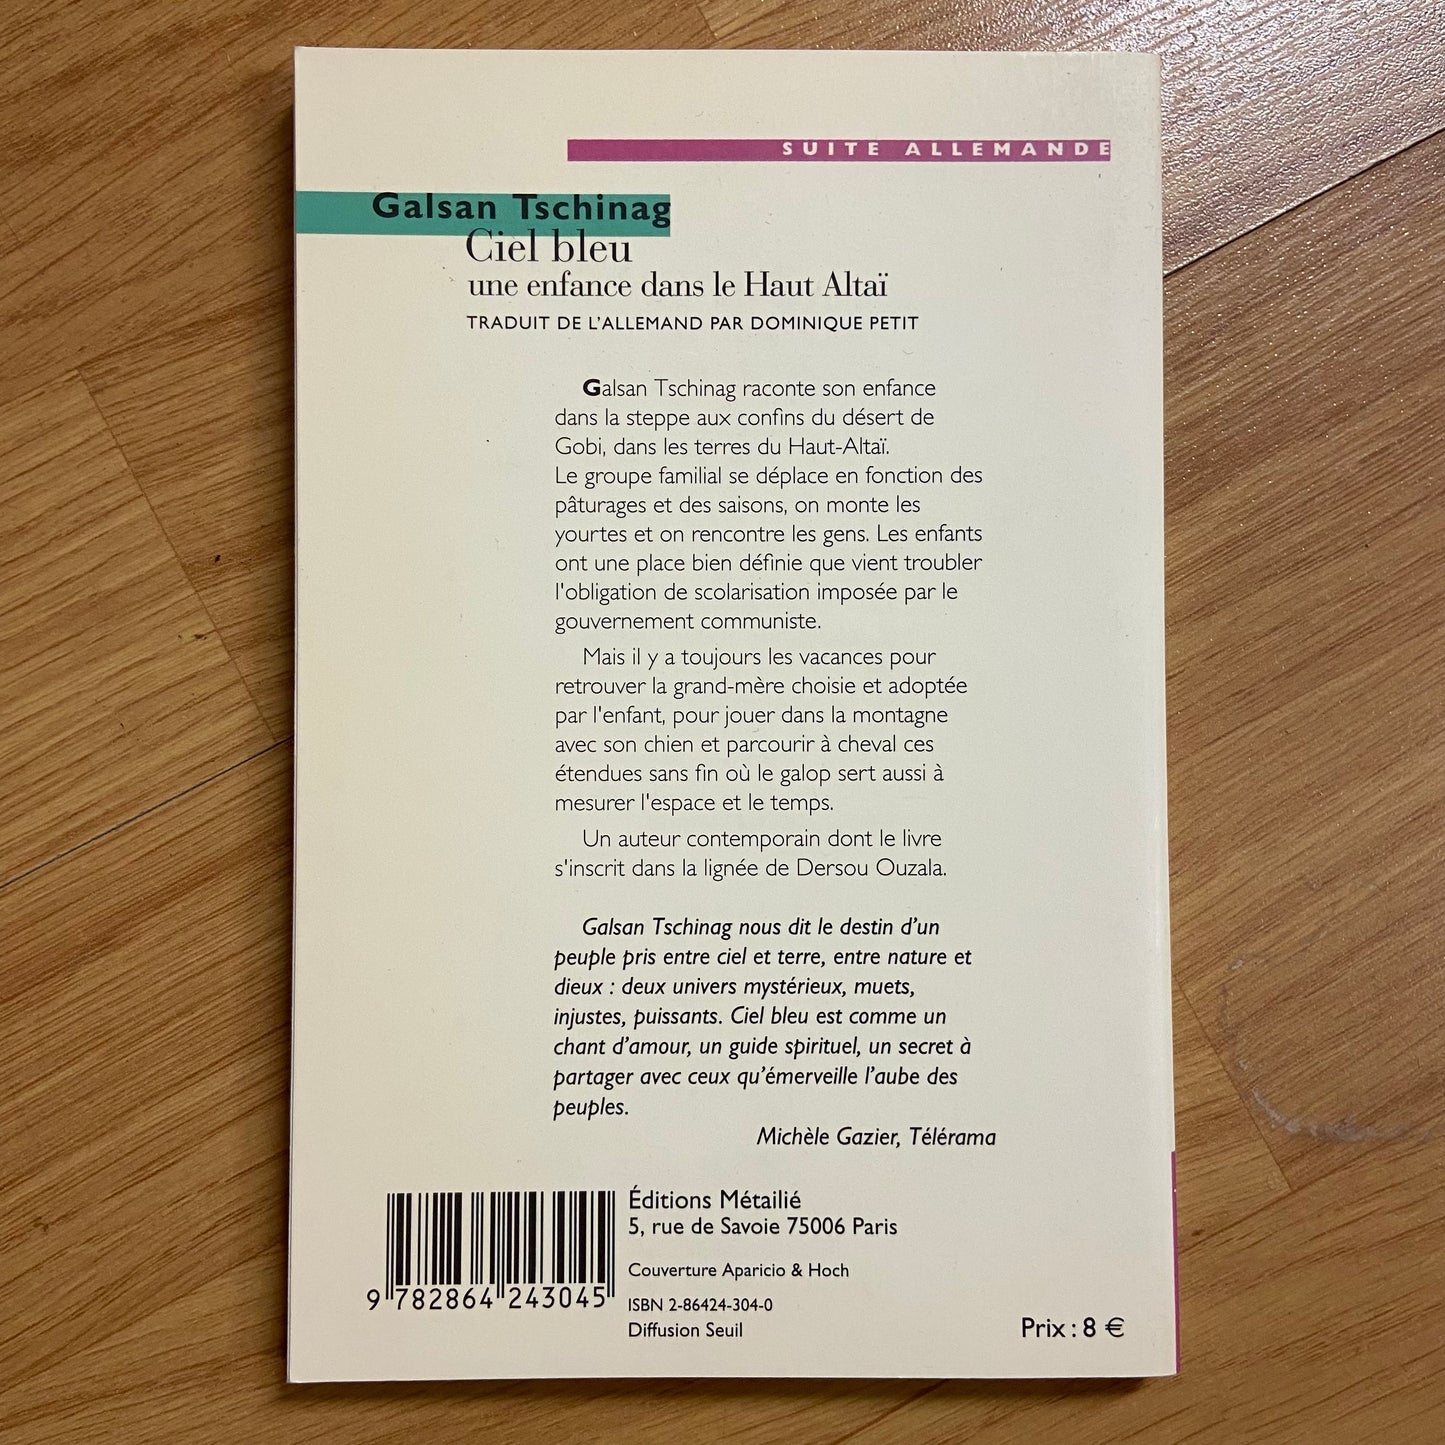 SUITE ALLEMANDE
Galsan Tschinag
Ciel bleu
une enfance dans le Haut Altaï
TRADUIT DE L'ALLEMAND PAR DOMINIQUE PETIT
Galsan Tschinag raconte son enfance
dans la steppe aux confins du désert de
Gobi, dans les terres du Haut-Altaï.
Le groupe familial se déplace en fonction des
pâturages et des saisons, on monte les
yourtes et on rencontre les gens. Les enfants
ont une place bien définie que vient troubler
l'obligation de scolarisation imposée par le
gouvernement communiste.
Mais il y a toujours les vacances pour
retrouver la grand-mère choisie et adoptée
par l'enfant, pour jouer dans la montagne
avec son chien et parcourir à cheval ces
étendues sans fin où le galop sert aussi à
mesurer l'espace et le temps.
Un auteur contemporain dont le livre
s'inscrit dans la lignée de Dersou Ouzala.
Galsan Tschinag nous dit le destin d'un
peuple pris entre ciel et terre, entre nature et
dieux : deux univers mystérieux, muets,
injustes, puissants. Ciel bleu est comme un
chant d'amour, un guide spirituel, un secret à
partager avec ceux qu'émerveille l'aube des
peuples.
Michèle Gazier, Télérama
Éditions Métailié
5, rue de Savoie 75006 Paris
Couverture Aparicio & Hoch
ISBN 2-86424-304-0
Diffusion Seuil
9 782864 243045
Prix : 8 €